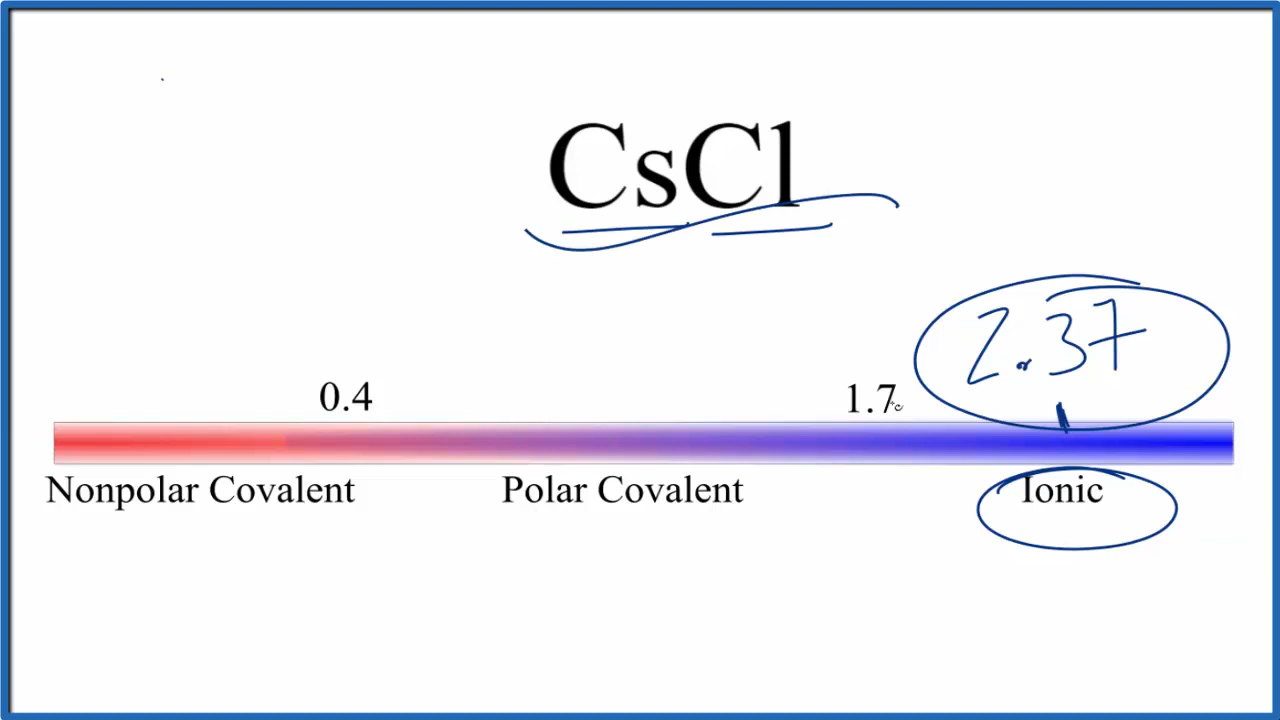 CsCl
2.37
0.4
1.7
Nonpolar Covalent
Polar Covalent
Ionic